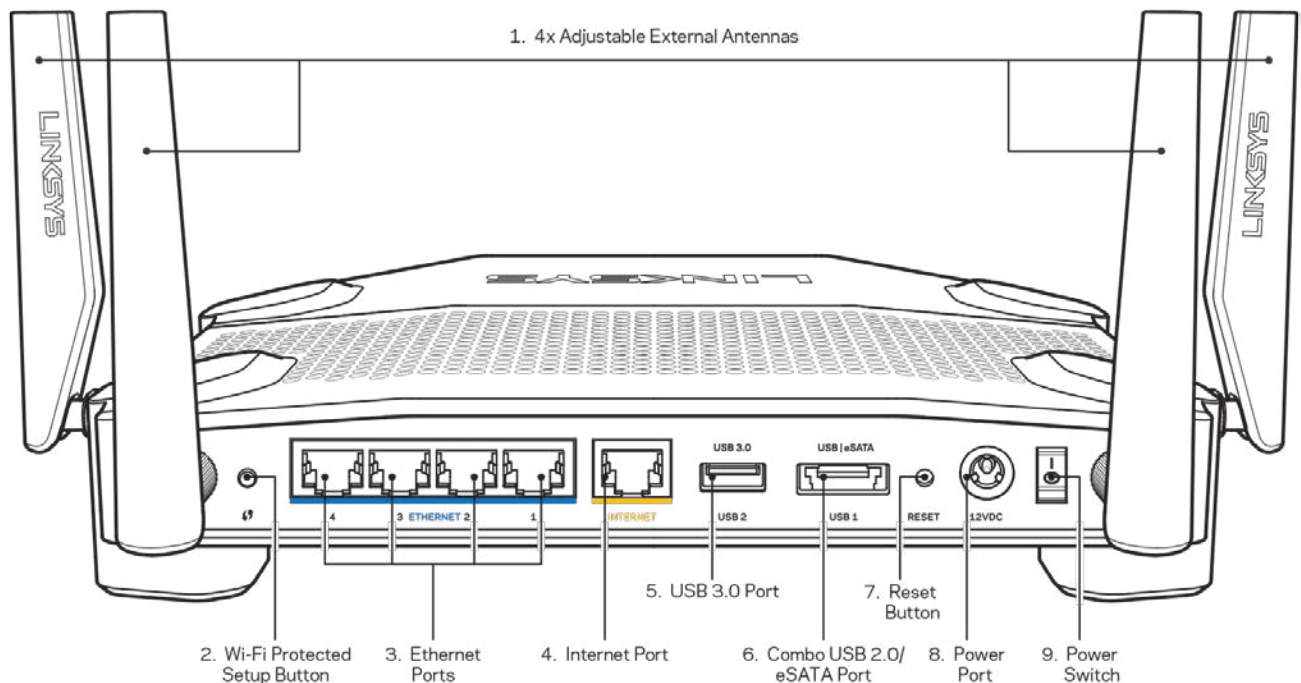 1. 4x Adjustable External Antennas
LINKSYS
LINKSYS
LINKSYS
USB 3.0
USB | eSATA
4
3 ETHERNET 2
1
INTERNET
USB 2
USB 1
RESET
12VDC
5. USB 3.0 Port
7. Reset
Button
2. Wi-Fi Protected
Setup Button
3. Ethernet
Ports
4. Internet Port
6. Combo USB 2.0/
eSATA Port
8. Power
Port
9. Power
Switch